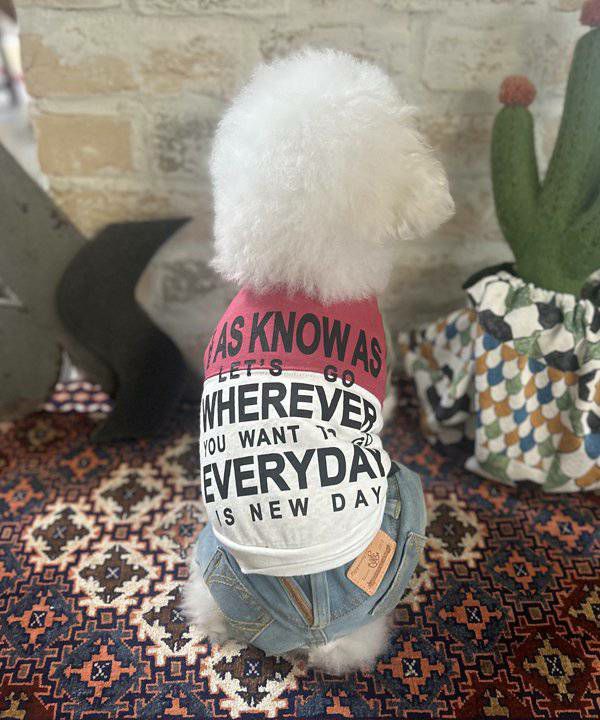 AS KNOW AS
LET'S GO
WHEREVER
YOU WANT
EVERYDAY
IS NEW DAY